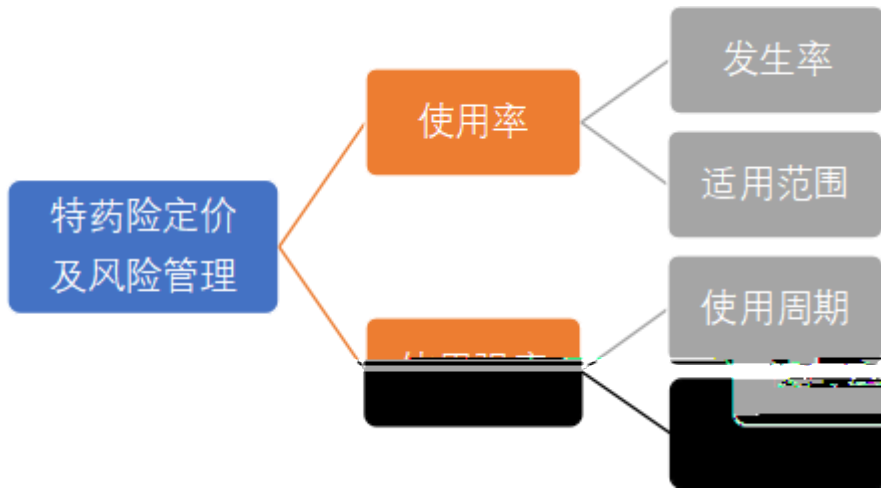 发生率
使用率
适用范围
特药险定价
及风险管理
使用周期